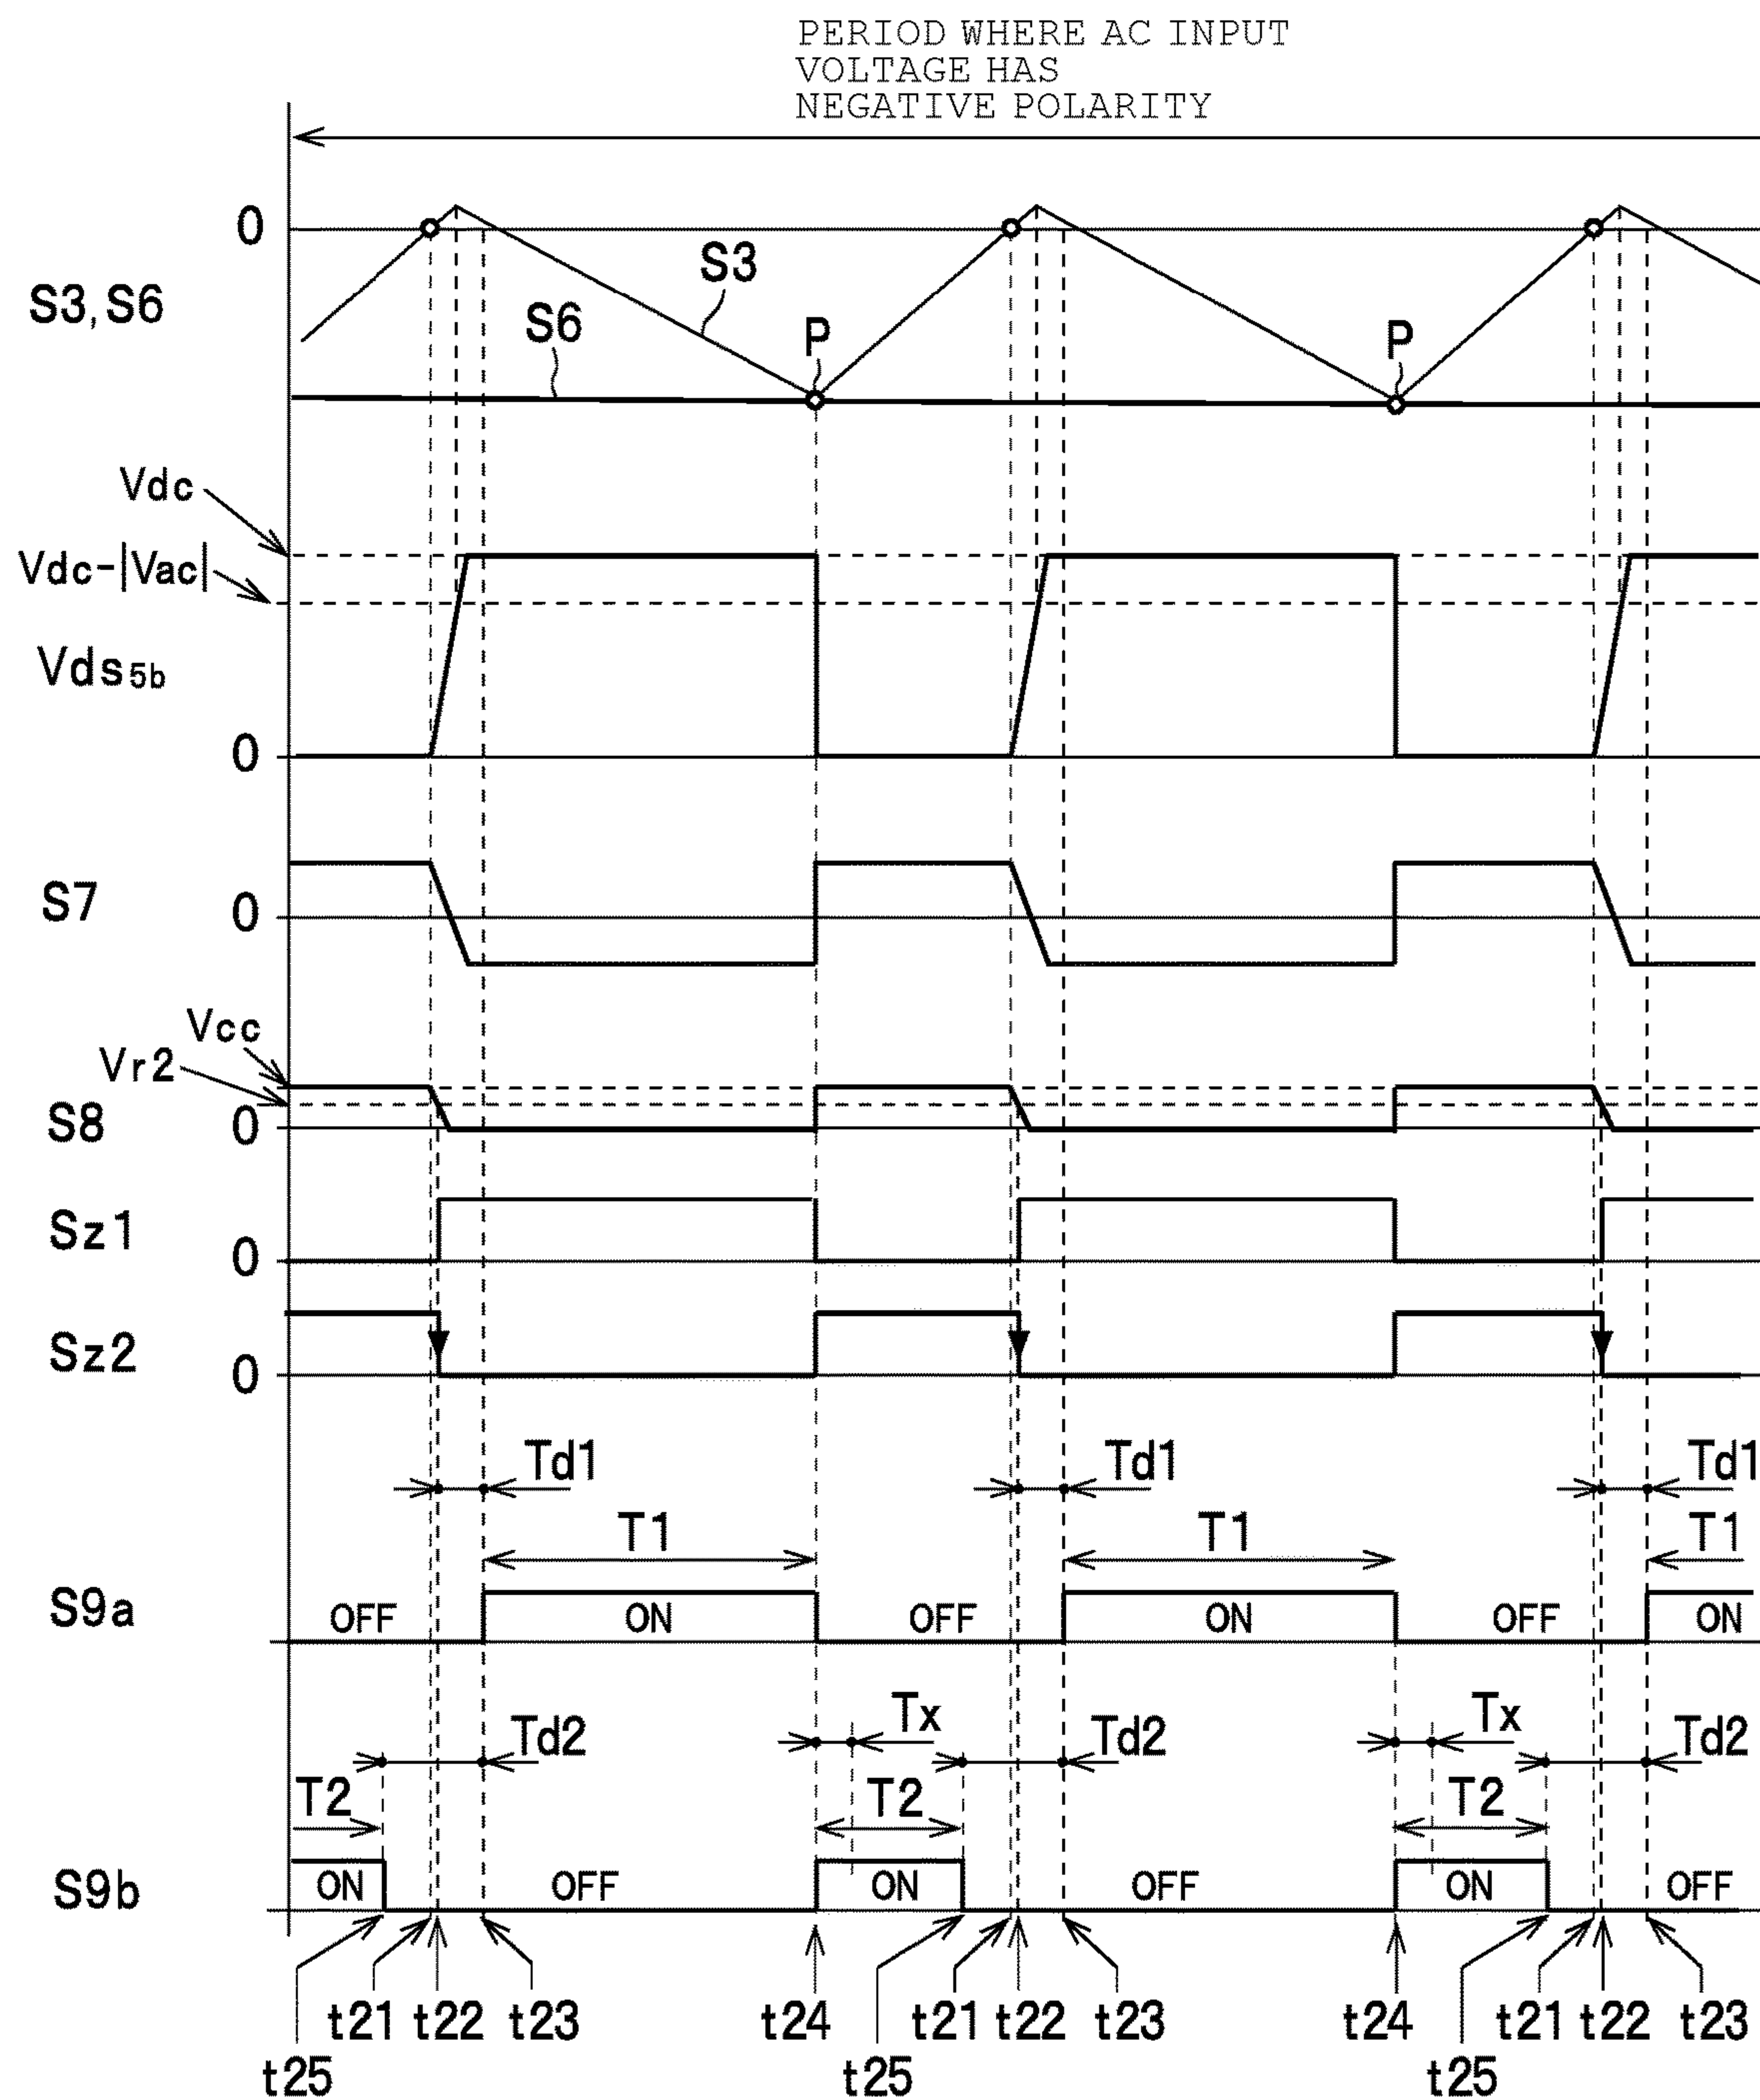 PERIOD WHERE AC INPUT
VOLTAGE HAS
NEGATIVE POLARITY
0
S3, S6
S3
S6
P
P
Vdc
Vdc-|Vac|
Vds5b
0
S7
0
Vcc
Vr2
S8
0
Sz1
0
Sz2
0
Td1 Td1 Td1
T1 T1 T1
S9a
OFF ON OFF ON OFF ON
Tx Tx
Td2 Td2 Td2
T2 T2 T2
S9b
ON OFF ON OFF ON OFF
t21 t22 t23 t24 t21 t22 t23 t24 t21 t22 t23
t25 t25 t25